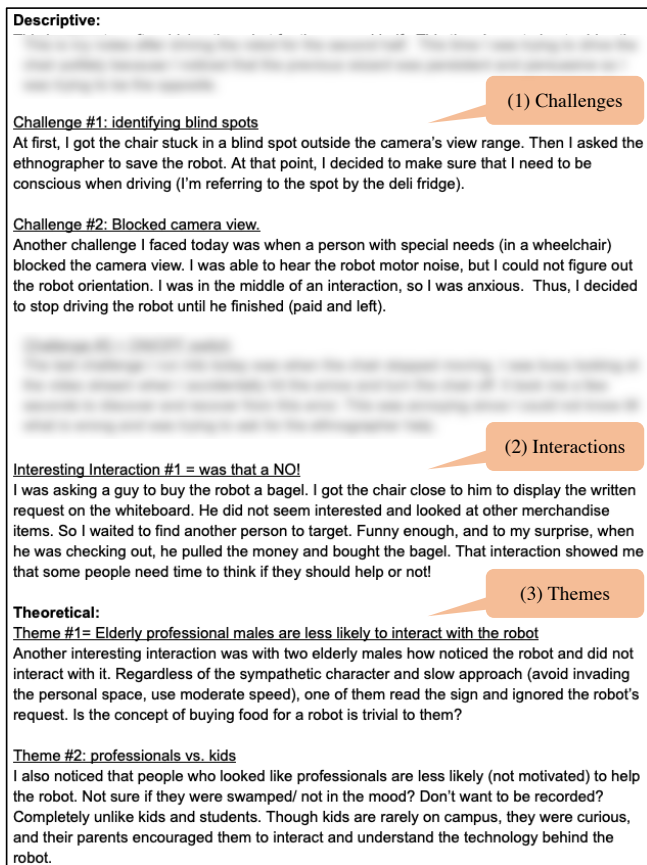 Descriptive:
(1) Challenges
Challenge #1: identifying blind spots
At first, I got the chair stuck in a blind spot outside the camera's view range. Then I asked the
ethnographer to save the robot. At that point, I decided to make sure that I need to be
conscious when driving (I'm referring to the spot by the deli fridge).
Challenge #2: Blocked camera view.
Another challenge I faced today was when a person with special needs (in a wheelchair)
blocked the camera view. I was able to hear the robot motor noise, but I could not figure out
the robot orientation. I was in the middle of an interaction, so I was anxious.  Thus, I decided
to stop driving the robot until he finished (paid and left).
(2) Interactions
Interesting Interaction #1 = was that a NO!
I was asking a guy to buy the robot a bagel. I got the chair close to him to display the written
request on the whiteboard. He did not seem interested and looked at other merchandise
items. So I waited to find another person to target. Funny enough, and to my surprise, when
he was checking out, he pulled the money and bought the bagel. That interaction showed me
that some people need time to think if they should help or not!
(3) Themes
Theoretical:
Theme #1= Elderly professional males are less likely to interact with the robot
Another interesting interaction was with two elderly males how noticed the robot and did not
interact with it. Regardless of the sympathetic character and slow approach (avoid invading
the personal space, use moderate speed), one of them read the sign and ignored the robot's
request. Is the concept of buying food for a robot is trivial to them?
Theme #2: professionals vs. kids
I also noticed that people who looked like professionals are less likely (not motivated) to help
the robot. Not sure if they were swamped/ not in the mood? Don't want to be recorded?
Completely unlike kids and students. Though kids are rarely on campus, they were curious,
and their parents encouraged them to interact and understand the technology behind the
robot.